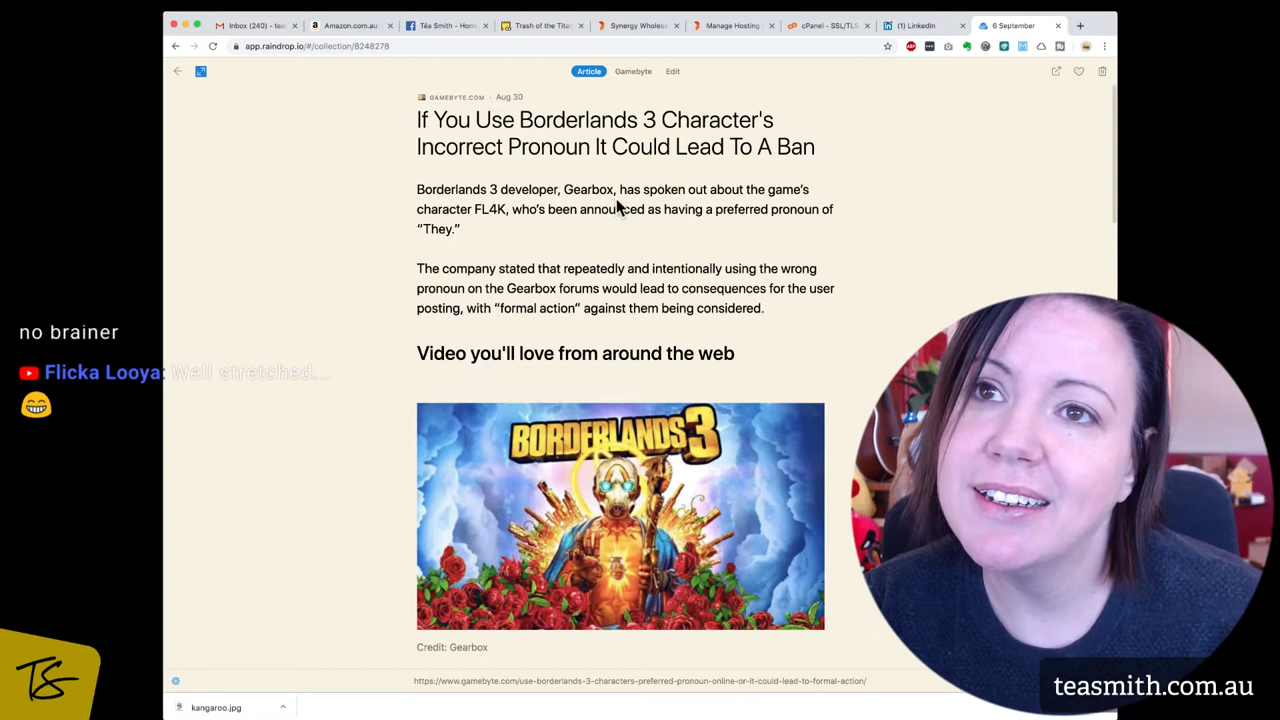 Inbox (240) - tea
Amazon.com.au:
Téa Smith - Home
Trash of the Titan
Synergy Wholesa
Manage Hosting
cPanel - SSL/TLS
(1) LinkedIn
6 September
app.raindrop.io/#/collection/8248278
Article
Gamebyte
Edit
GAMEBYTE.COM · Aug 30
If You Use Borderlands 3 Character's
Incorrect Pronoun It Could Lead To A Ban
Borderlands 3 developer, Gearbox, has spoken out about the game's
character FL4K, who's been announced as having a preferred pronoun of
“They.”
The company stated that repeatedly and intentionally using the wrong
pronoun on the Gearbox forums would lead to consequences for the user
posting, with “formal action” against them being considered.
Video you'll love from around the web
BORDERLANDS 3
Credit: Gearbox
https://www.gamebyte.com/use-borderlands-3-characters-preferred-pronoun-online-or-it-could-lead-to-formal-action/
kangaroo.jpg
no brainer
Flicka Looya: Well stretched...
TS
teasmith.com.au